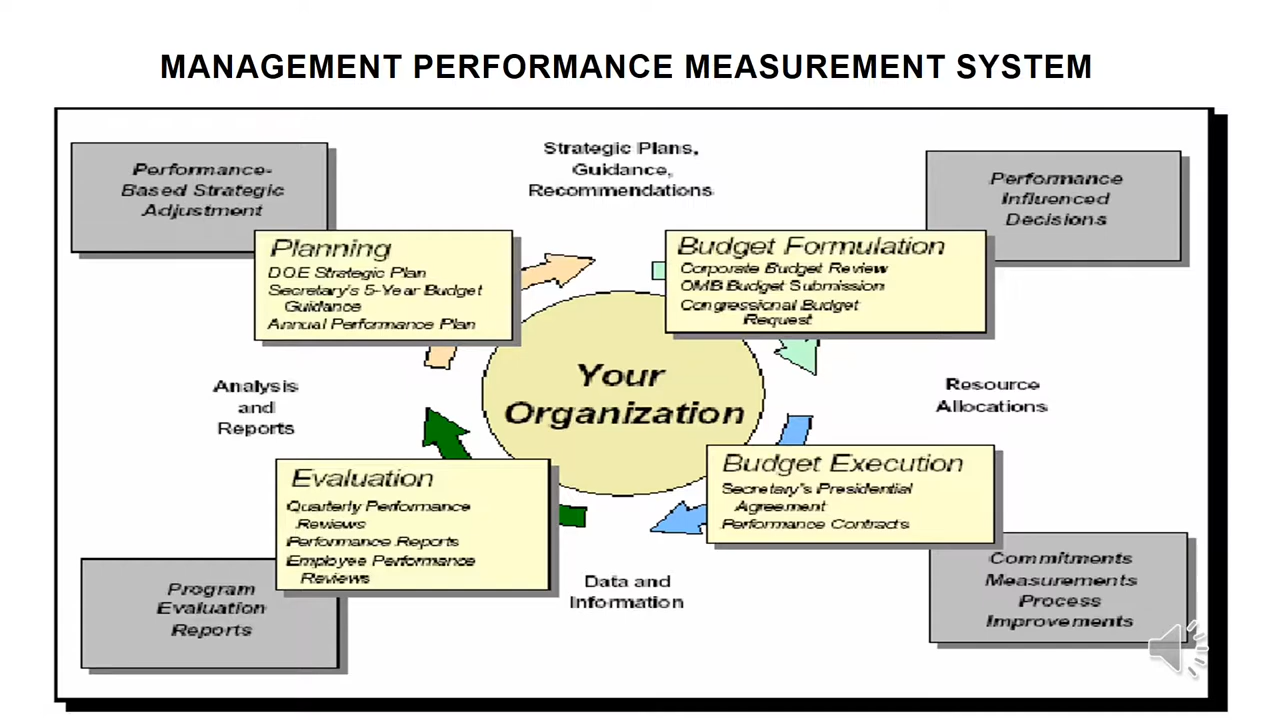 MANAGEMENT PERFORMANCE MEASUREMENT SYSTEM
Performance-
Based Strategic
Adjustment
Strategic Plans,
Guidance,
Recommendations
Performance
Influenced
Decisions
Planning
DOE Strategic Plan
Secretary's 5-Year Budget
Guidance
Annual Performance Plan
Budget Formulation
Corporate Budget Review
OMB Budget Submission
Congressional Budget
Request
Analysis
and
Reports
Your
Organization
Resource
Allocations
Evaluation
Quarterly Performance
Reviews
Performance Reports
Employee Performance
Reviews
Budget Execution
Secretary's Presidential
Agreement
Performance Contracts
Program
Evaluation
Reports
Data and
Information
Commitments
Measurements
Process
Improvements